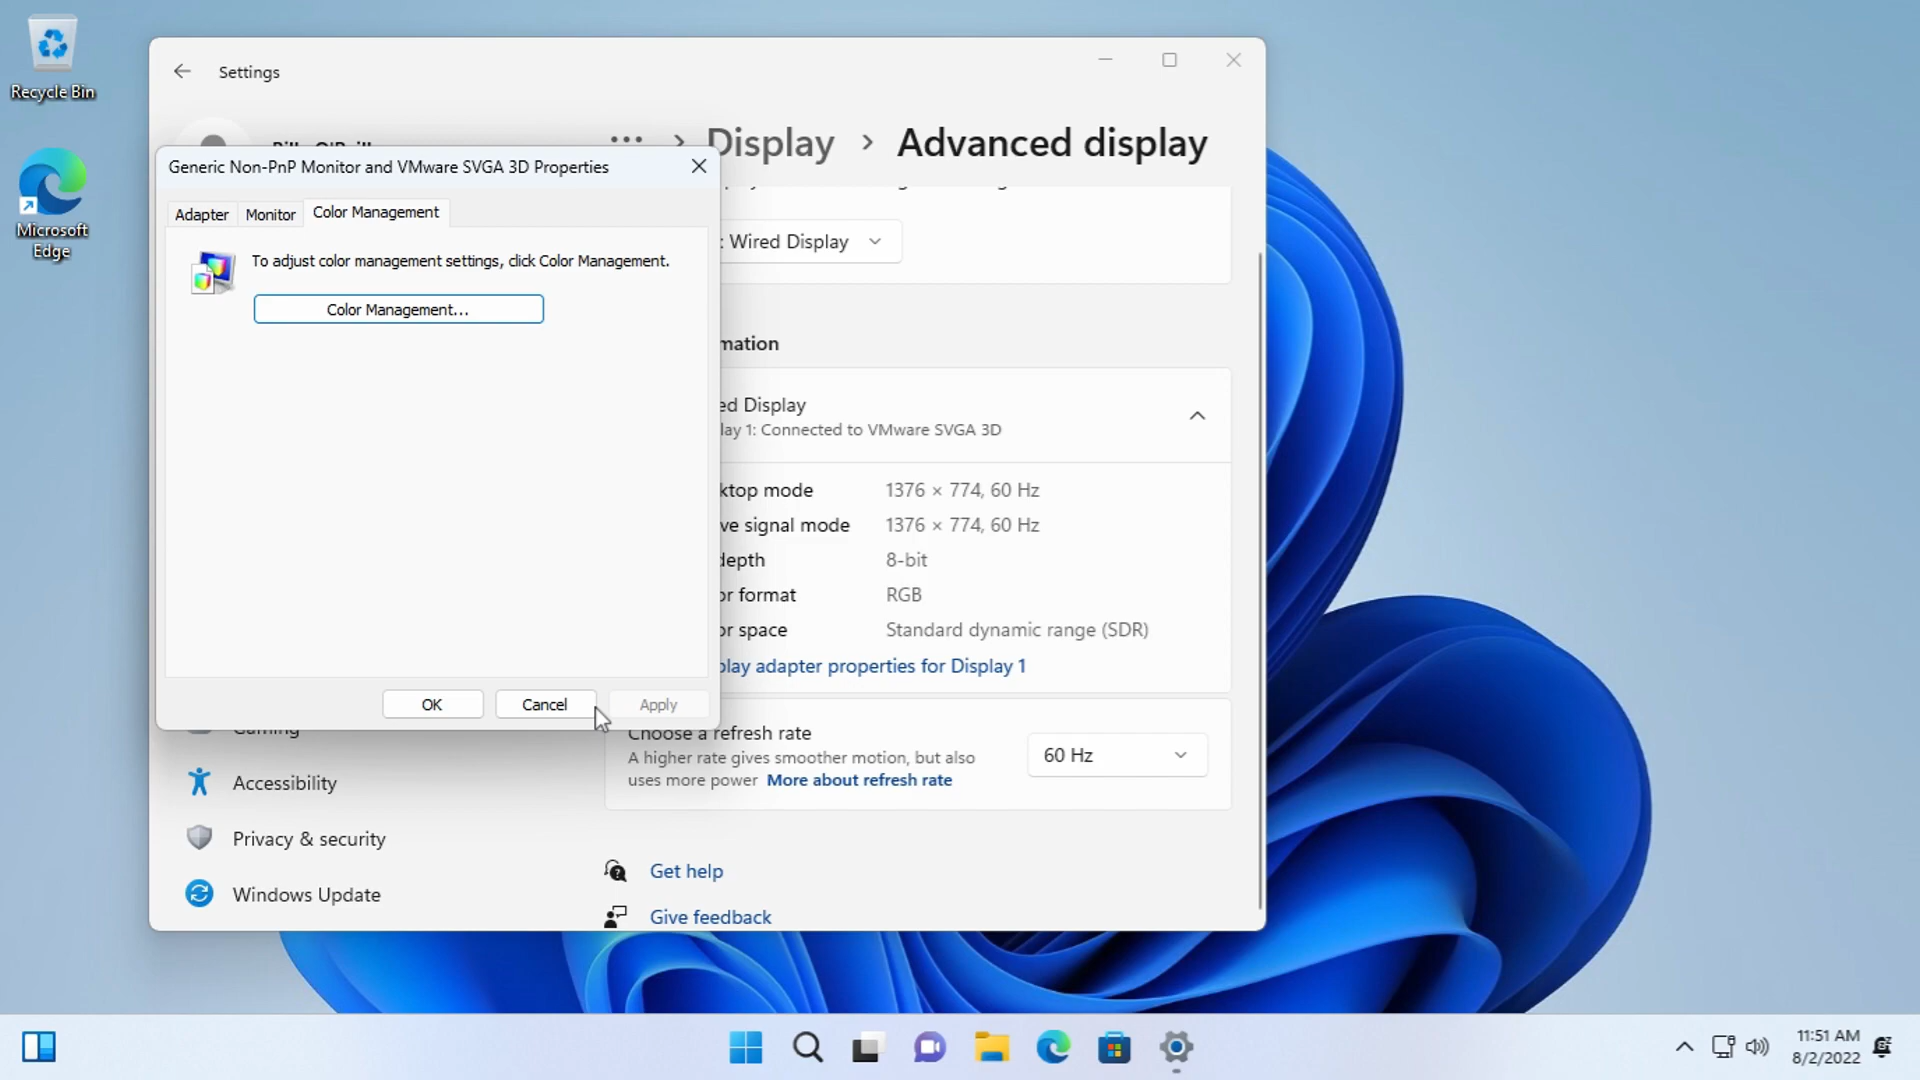 Recycle Bin
Microsoft
Edge
Settings
Display
Advanced display
Generic Non-PnP Monitor and VMware SVGA 3D Properties
Adapter
Monitor
Color Management
To adjust color management settings, click Color Management.
Color Management...
OK
Cancel
Apply
: Wired Display
mation
ed Display
lay 1: Connected to VMware SVGA 3D
ktop mode 1376 × 774, 60 Hz
ve signal mode 1376 × 774, 60 Hz
depth 8-bit
or format RGB
or space Standard dynamic range (SDR)
play adapter properties for Display 1
Choose a refresh rate
A higher rate gives smoother motion, but also
uses more power More about refresh rate
60 Hz
Gaming
Accessibility
Privacy & security
Windows Update
Get help
Give feedback
11:51 AM
8/2/2022